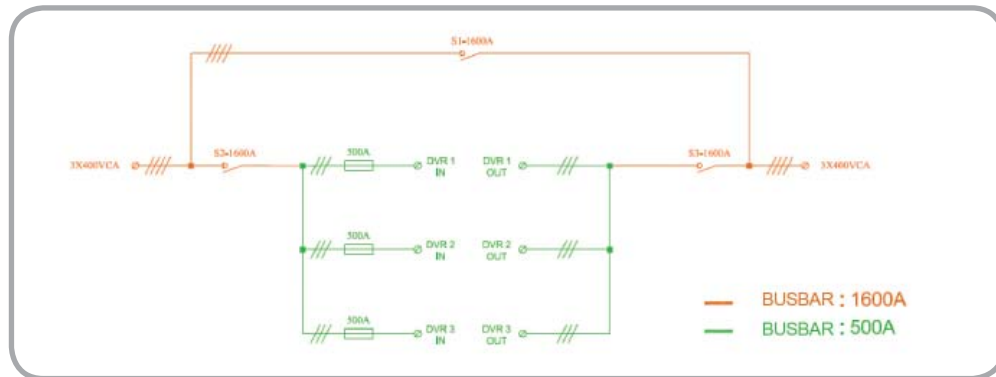 S1-1600A
3X400VCA
S2-1600A
500A
DVR 1
IN
DVR 1
OUT
S3-1600A
3X400VCA
500A
DVR 2
IN
DVR 2
OUT
500A
DVR 3
IN
DVR 3
OUT
BUSBAR : 1600A
BUSBAR : 500A